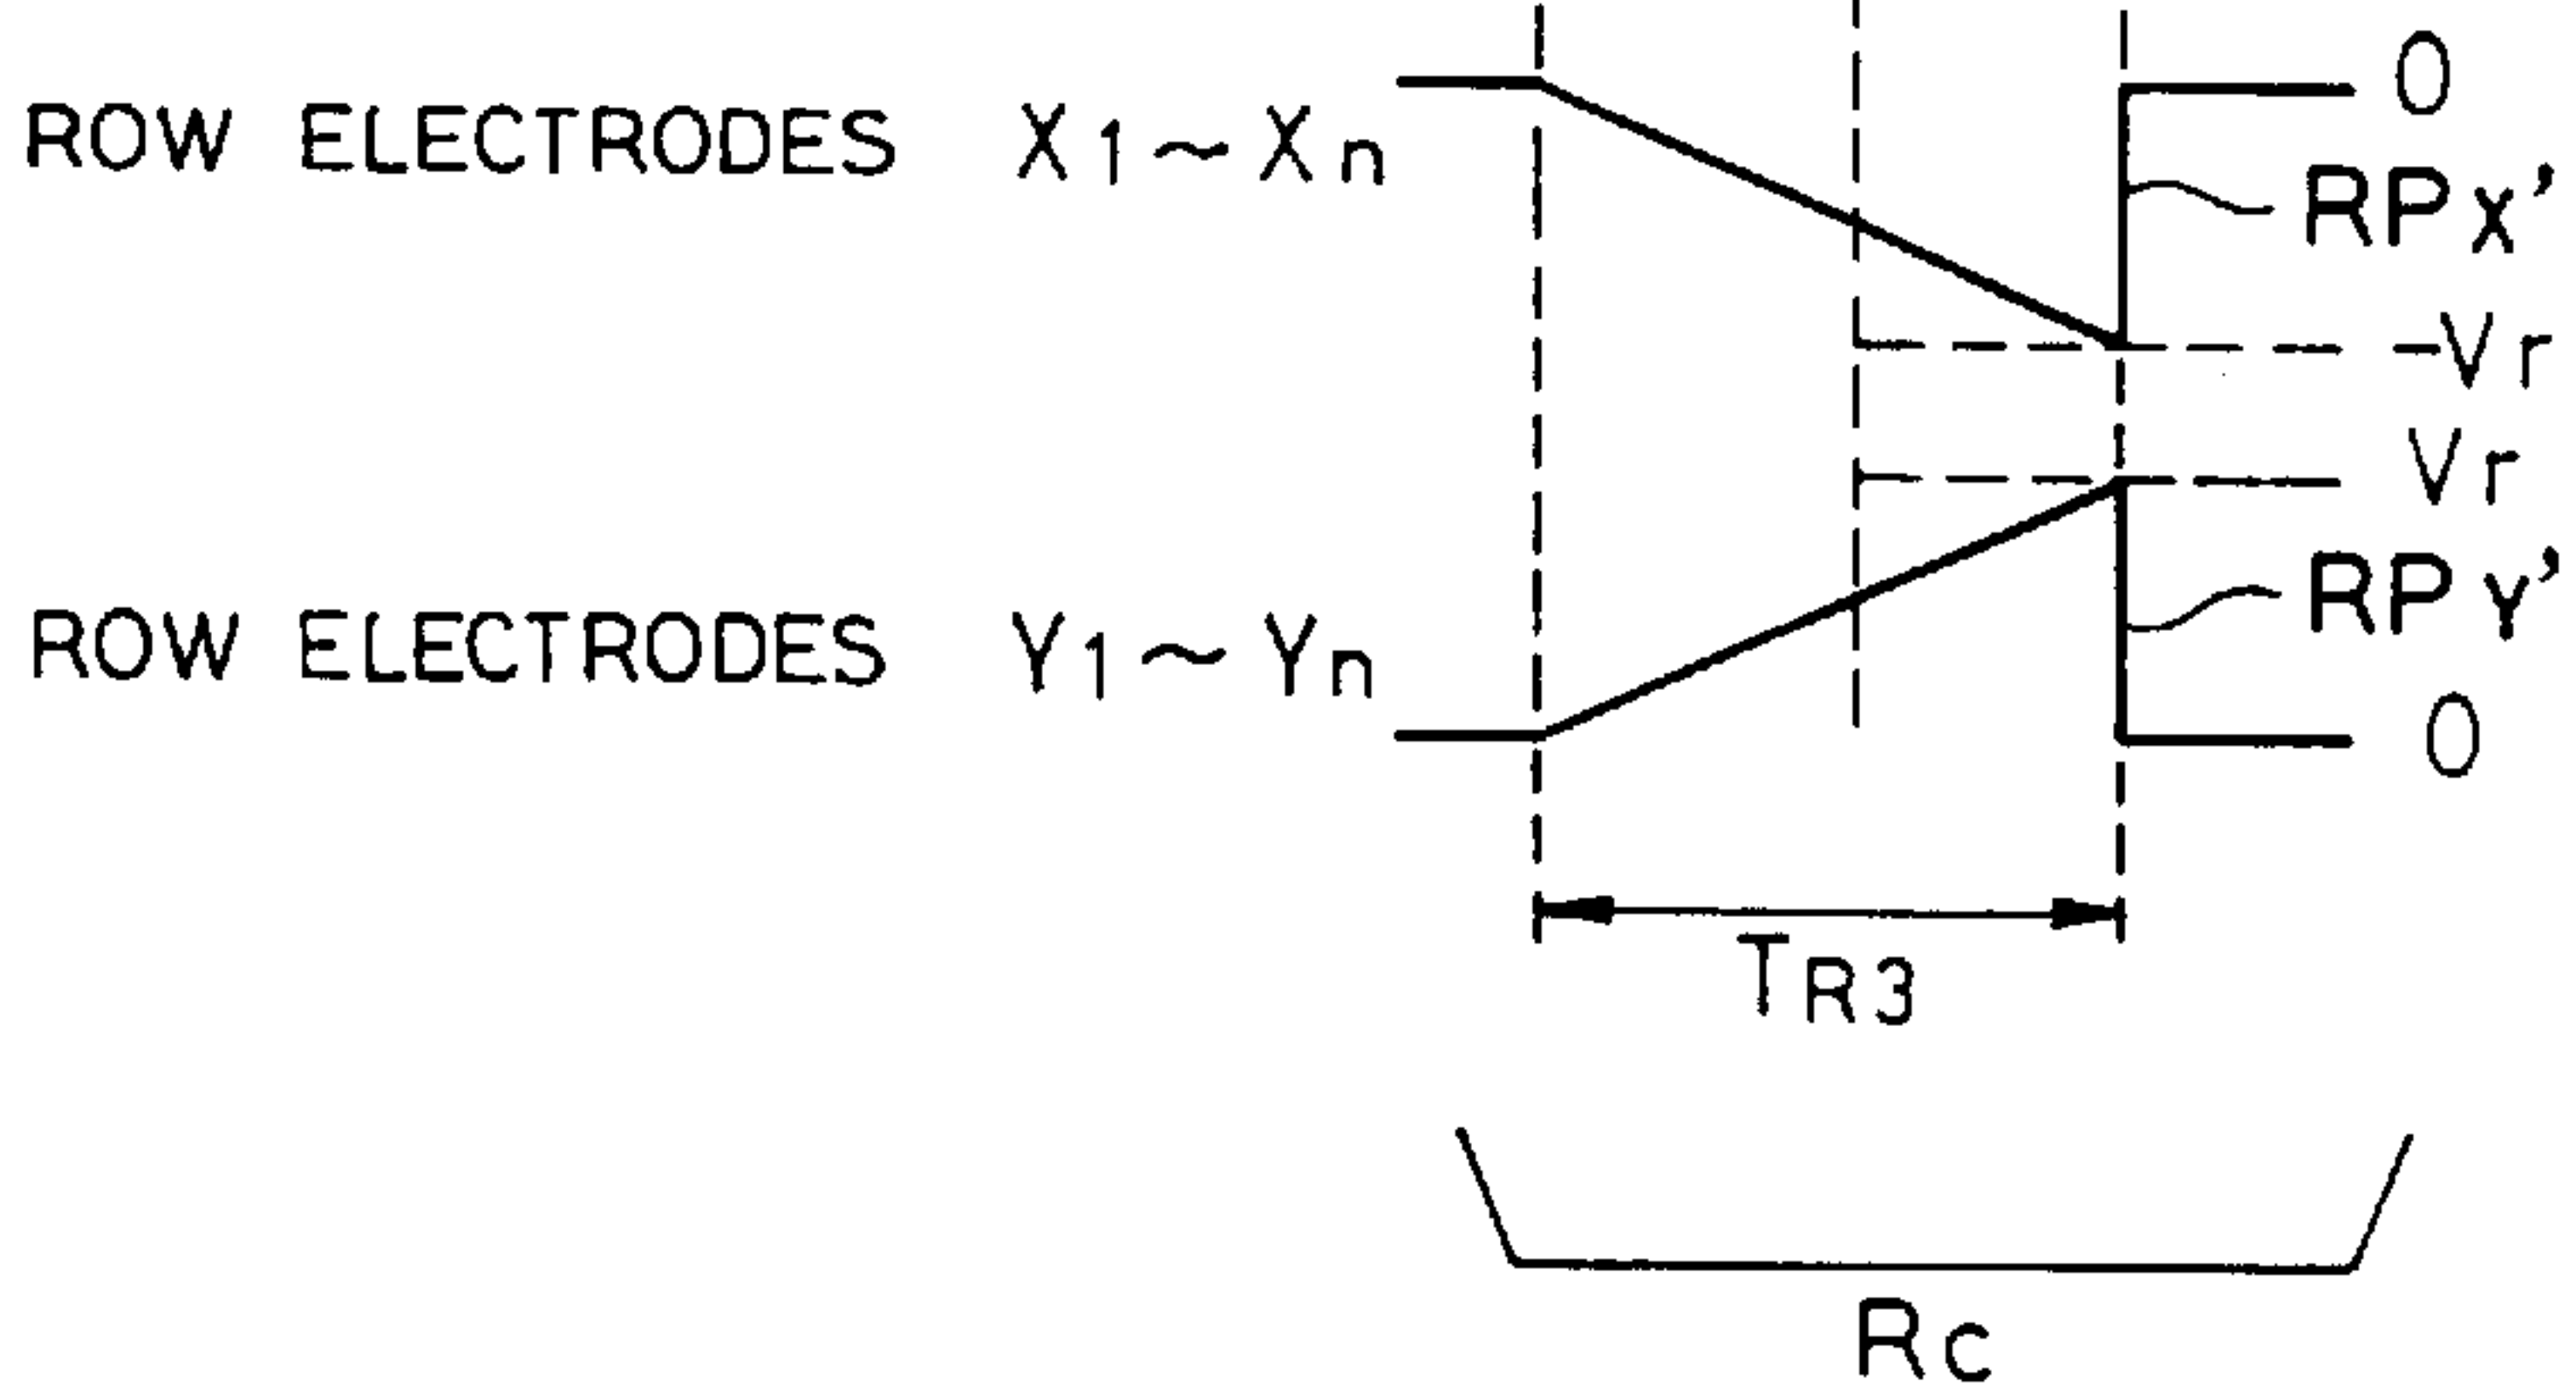 0
ROW ELECTRODES X1~Xn
RPX'
-Vr
Vr
RPY'
ROW ELECTRODES Y1~Yn
0
TR3
RC